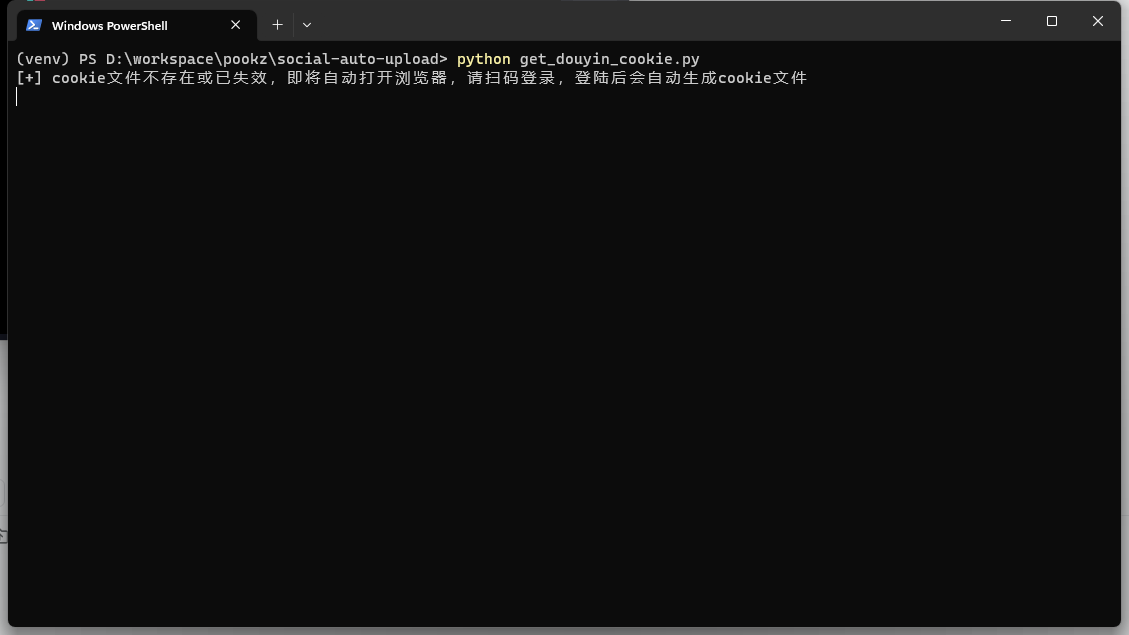 Windows PowerShell
(venv) PS D:\workspace\pookz\social-auto-upload> python get_douyin_cookie.py
[+] cookie文件不存在或已失效，即将自动打开浏览器，请扫码登录，登陆后会自动生成cookie文件